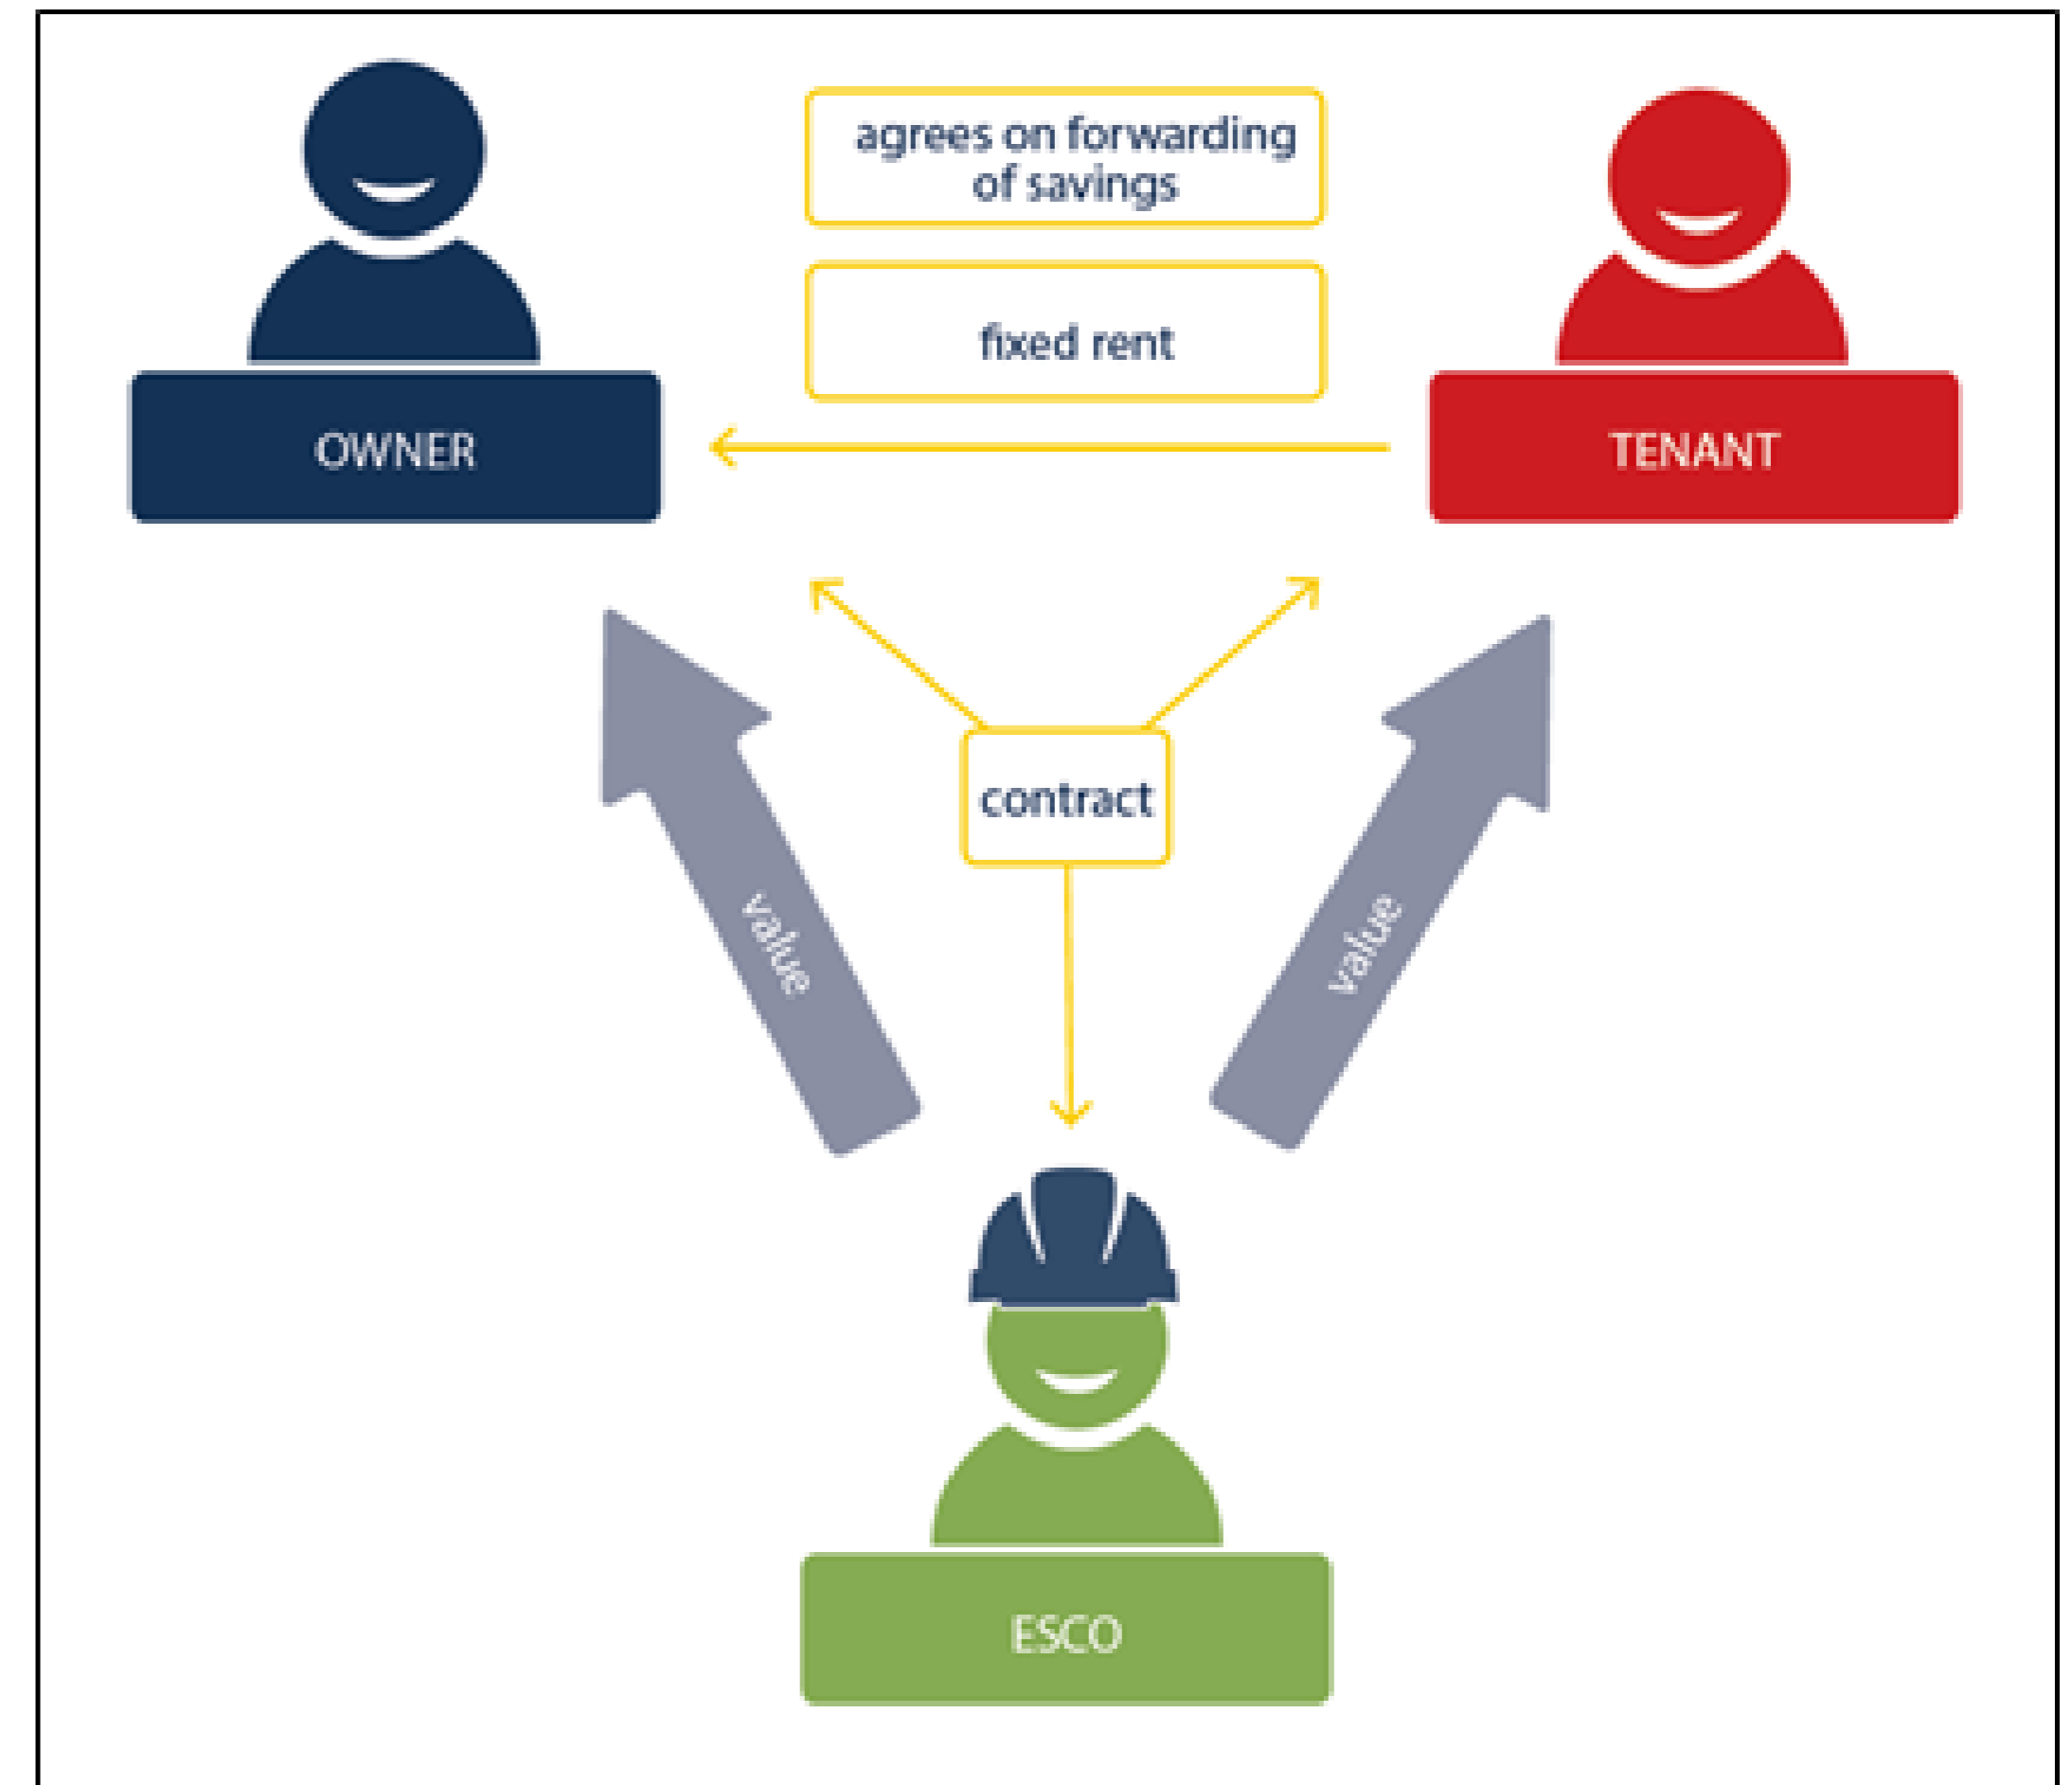 agrees on forwarding
of savings
fixed rent
OWNER
TENANT
contract
value
value
ESCO